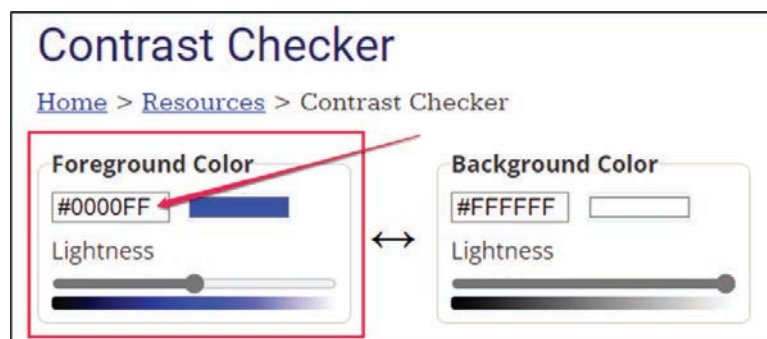 Contrast Checker
Home > Resources > Contrast Checker
Foreground Color
#0000FF
Lightness
Background Color
#FFFFFF
Lightness